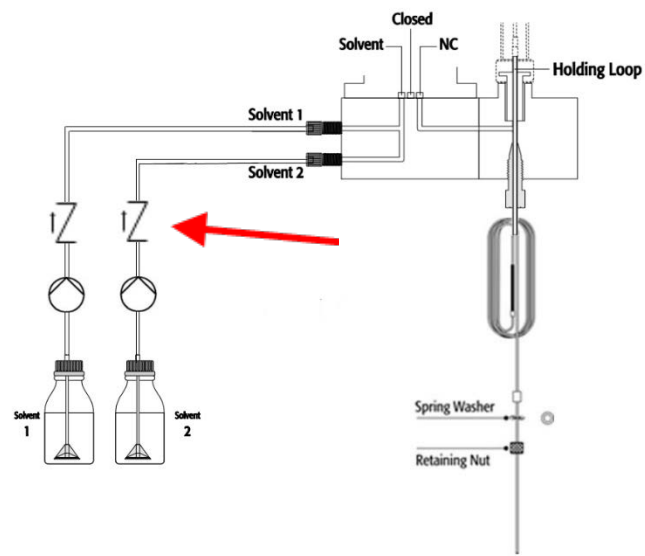 Closed
Solvent NC
Holding Loop
Solvent 1
Solvent 2
Solvent
1
Solvent
2
Spring Washer
Retaining Nut